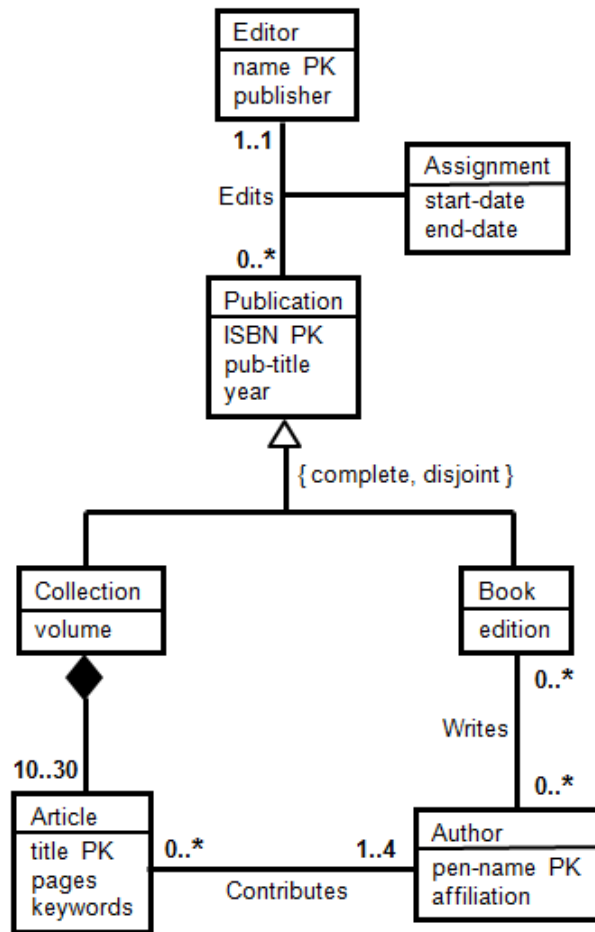 Editor
name PK
publisher
1..1
Assignment
start-date
end-date
Edits
0..*
Publication
ISBN PK
pub-title
year
{ complete, disjoint }
Collection
volume
Book
edition
0..*
Writes
10..30
0..*
Article
title PK
pages
keywords
0..*
1..4
Contributes
Author
pen-name PK
affiliation